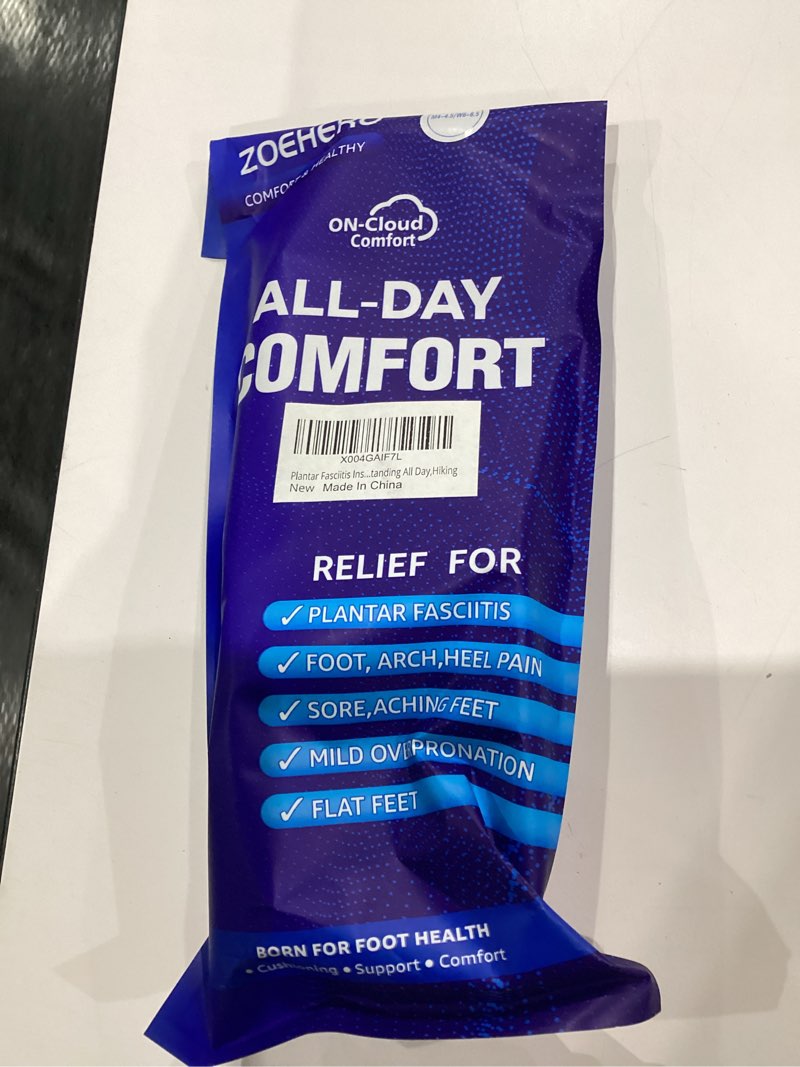 ZOEHERO
COMFORT & HEALTHY
ON-Cloud
Comfort
ALL-DAY
COMFORT
X004GAIF7L
Plantar Fasciitis Ins...tanding All Day,Hiking
New Made In China
RELIEF FOR
✓ PLANTAR FASCIITIS
✓ FOOT, ARCH,HEEL PAIN
✓ SORE,ACHING FEET
✓ MILD OVERPRONATION
✓ FLAT FEET
BORN FOR FOOT HEALTH
• Cushioning • Support • Comfort